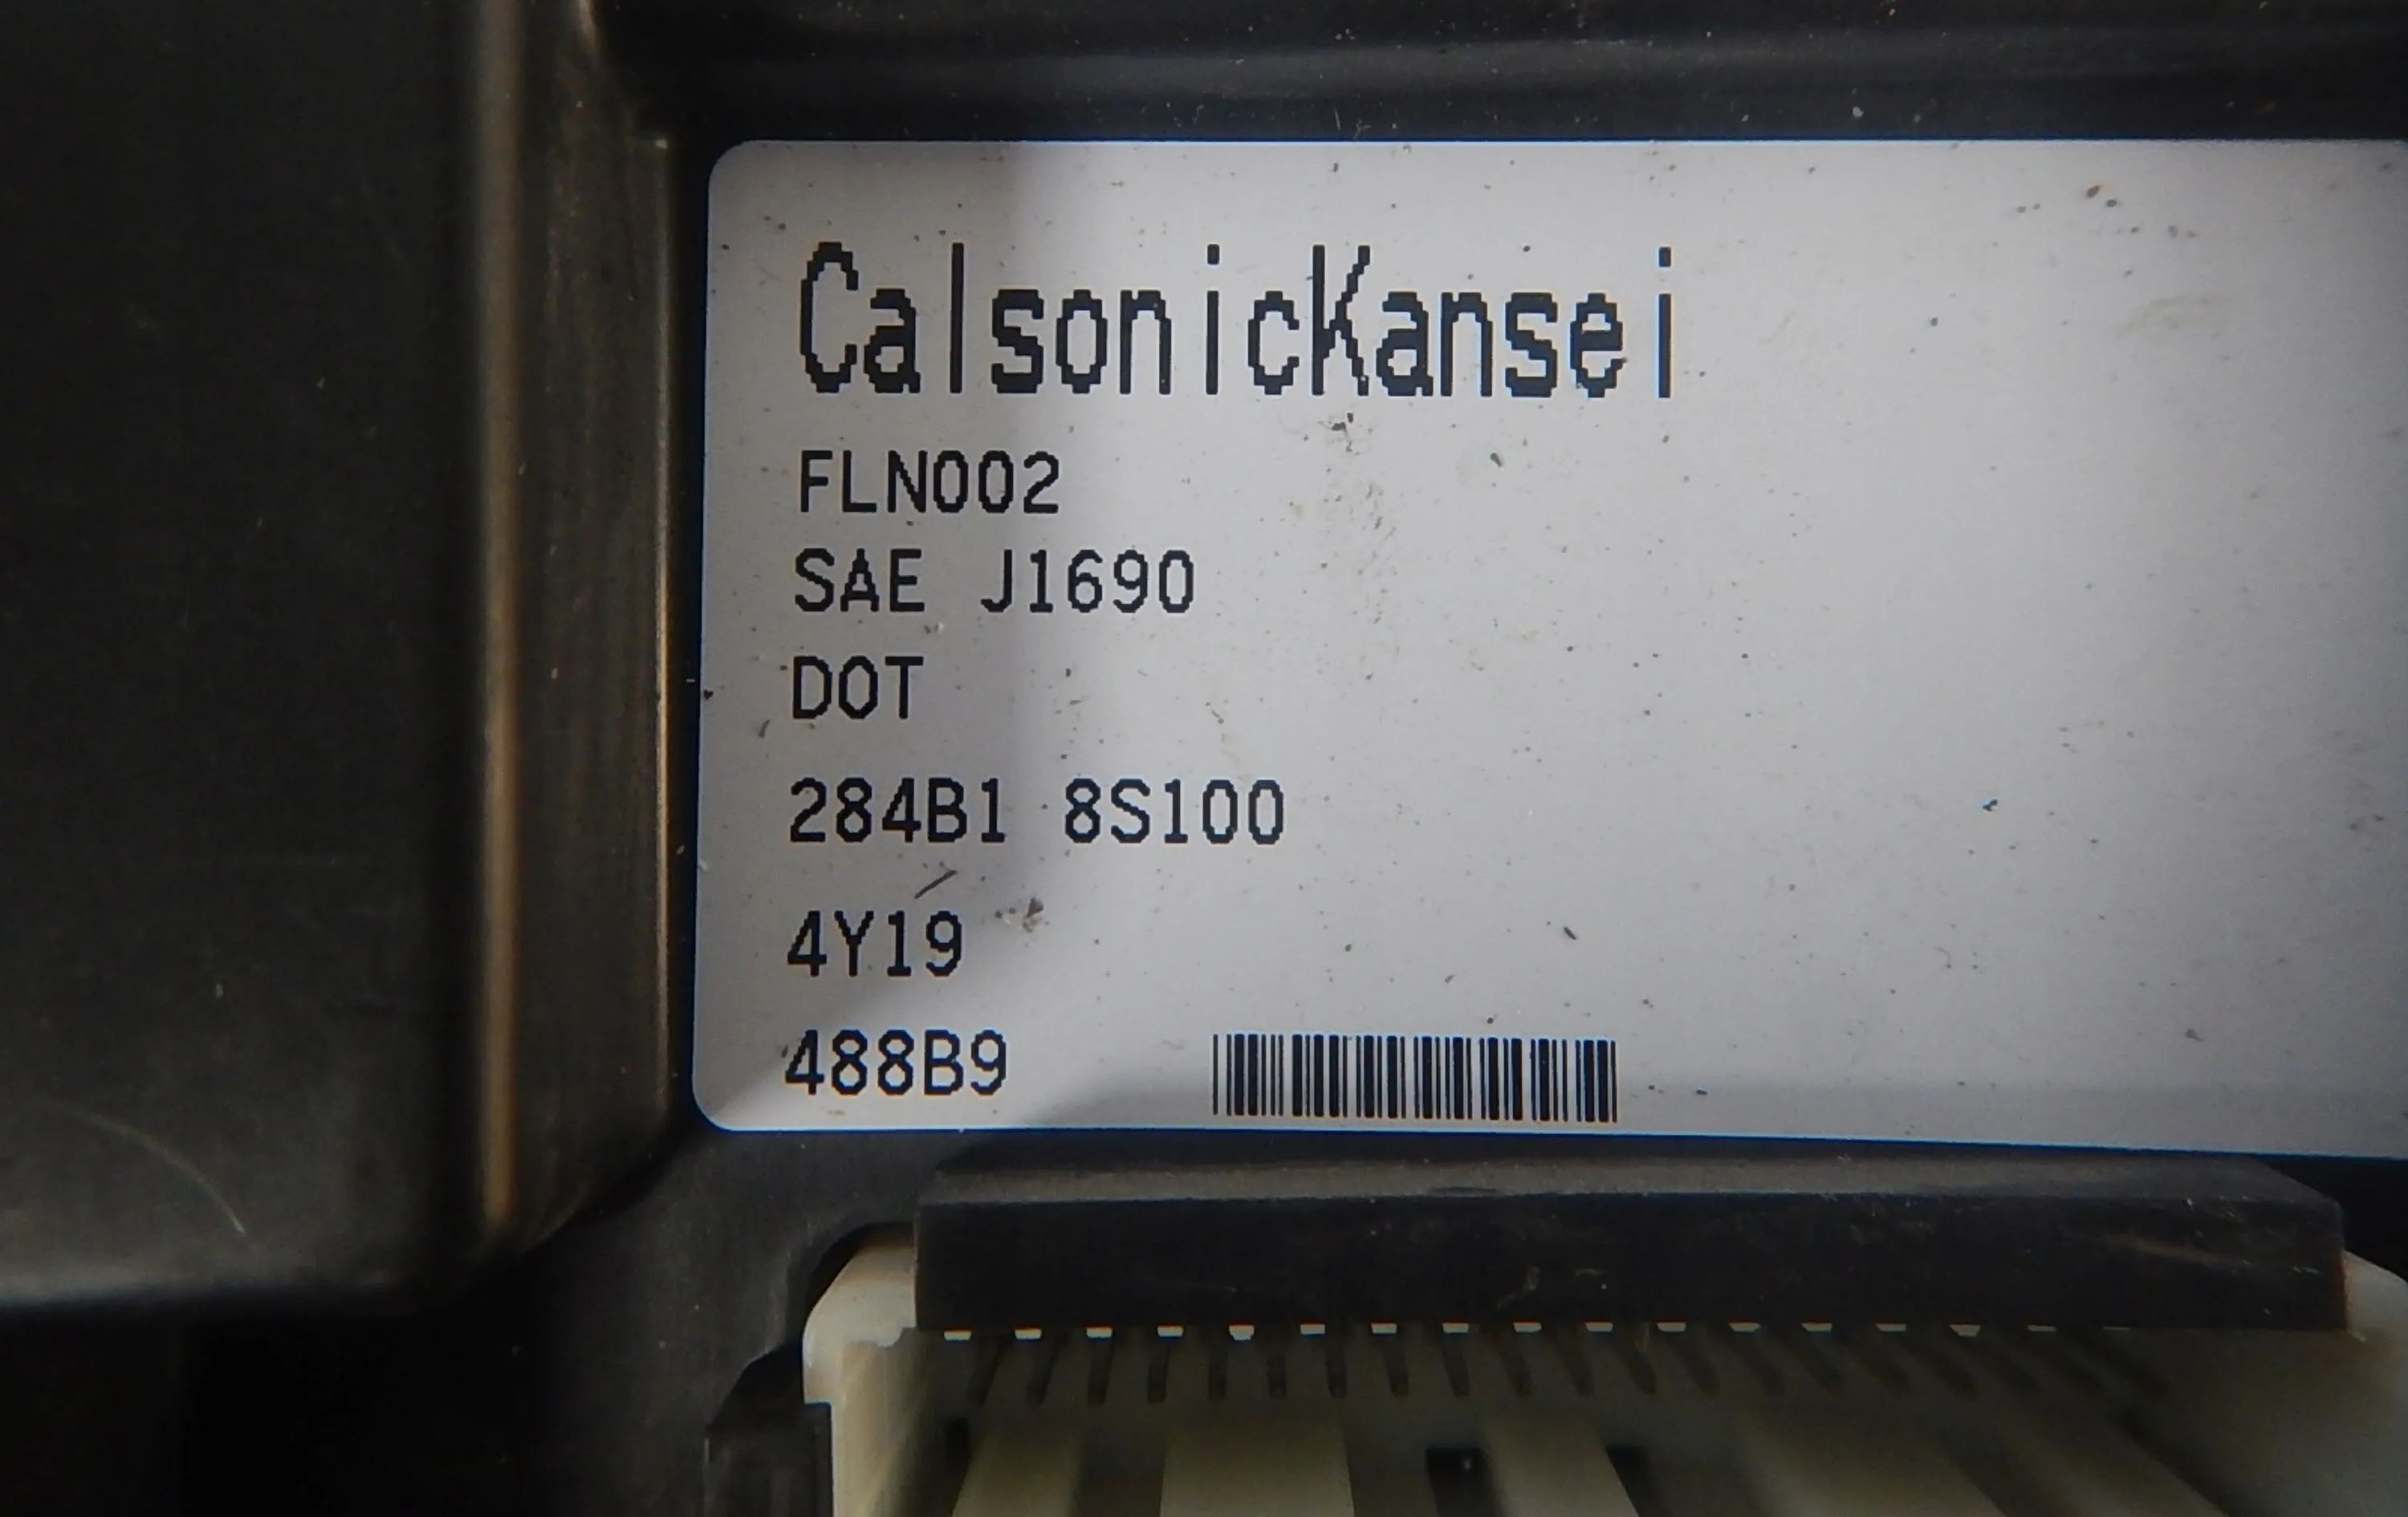 CalsonicKansei
FLN002
SAE J1690
DOT
284B1 8S100
4Y19
488B9